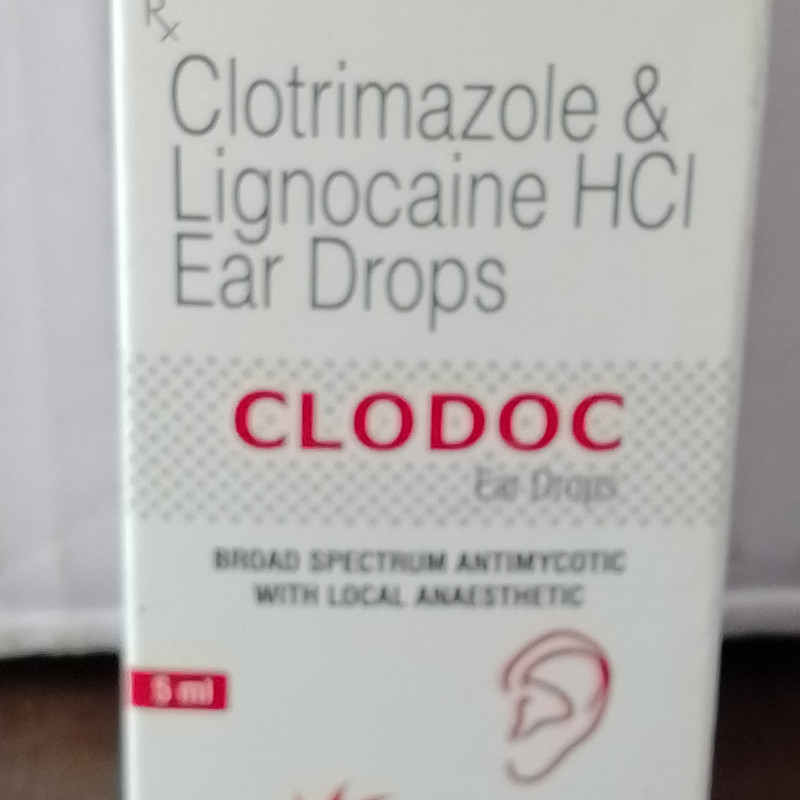 Rx
Clotrimazole &
Lignocaine HCl
Ear Drops
CLODOC
Ear Drops
BROAD SPECTRUM ANTIMYCOTIC
WITH LOCAL ANAESTHETIC
5 ml